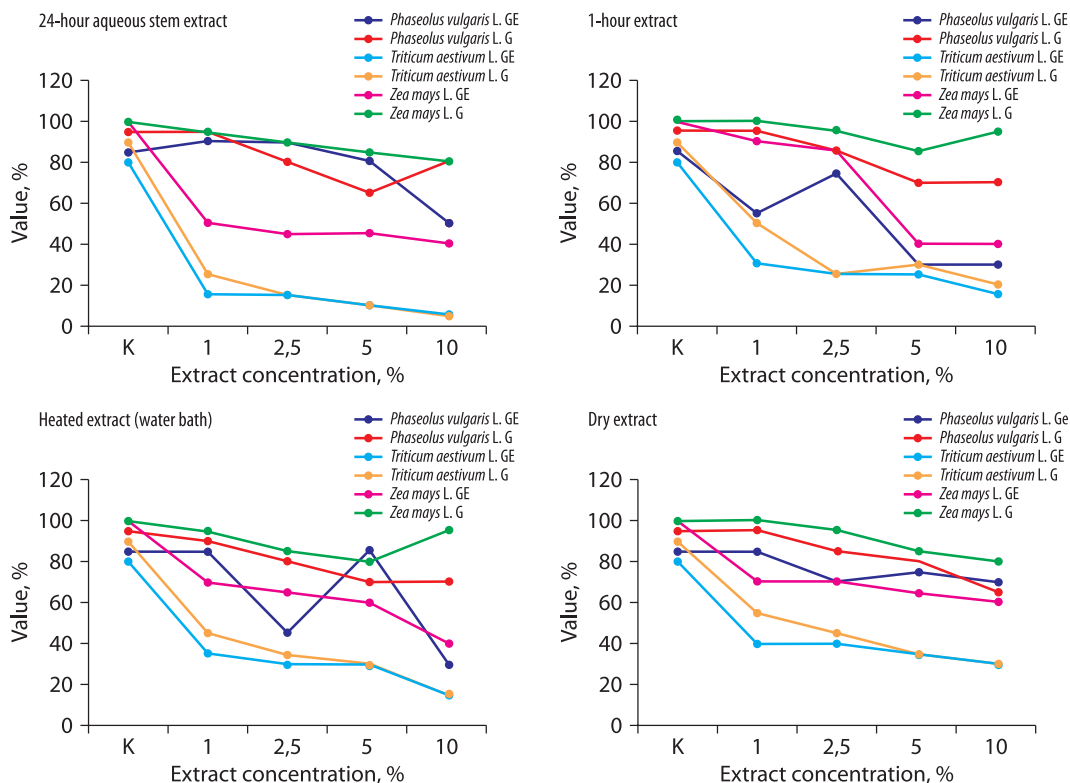 24-hour aqueous stem extract
Phaseolus vulgaris L. GE
Phaseolus vulgaris L. G
Triticum aestivum L. GE
Triticum aestivum L. G
Zea mays L. GE
Zea mays L. G
120
100
80
60
40
20
0
Value, %
K 1 2,5 5 10
Extract concentration, %
1-hour extract
Phaseolus vulgaris L. GE
Phaseolus vulgaris L. G
Triticum aestivum L. GE
Triticum aestivum L. G
Zea mays L. GE
Zea mays L. G
120
100
80
60
40
20
0
Value, %
K 1 2,5 5 10
Extract concentration, %
Heated extract (water bath)
Phaseolus vulgaris L. GE
Phaseolus vulgaris L. G
Triticum aestivum L. GE
Triticum aestivum L. G
Zea mays L. GE
Zea mays L. G
120
100
80
60
40
20
0
Value, %
K 1 2,5 5 10
Extract concentration, %
Dry extract
Phaseolus vulgaris L. Ge
Phaseolus vulgaris L. G
Triticum aestivum L. GE
Triticum aestivum L. G
Zea mays L. GE
Zea mays L. G
120
100
80
60
40
20
0
Value, %
K 1 2,5 5 10
Extract concentration, %